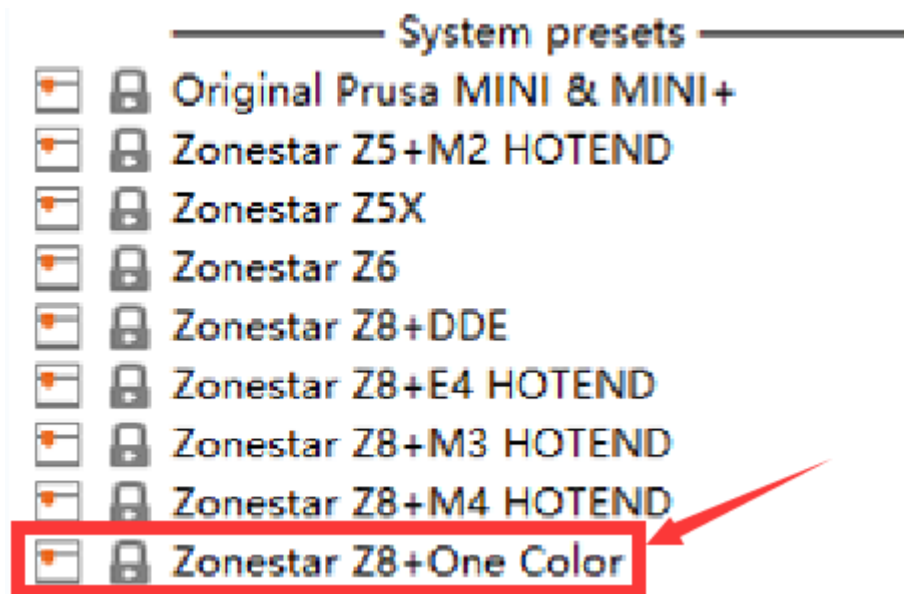 System presets
Original Prusa MINI & MINI+
Zonestar Z5+M2 HOTEND
Zonestar Z5X
Zonestar Z6
Zonestar Z8+DDE
Zonestar Z8+E4 HOTEND
Zonestar Z8+M3 HOTEND
Zonestar Z8+M4 HOTEND
Zonestar Z8+One Color